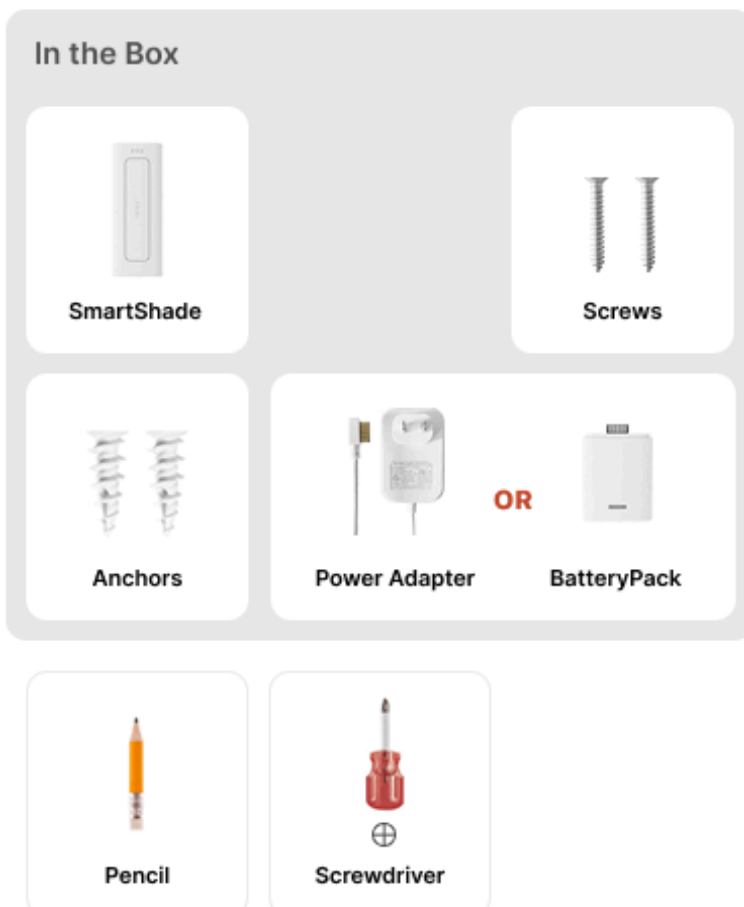 In the Box
SmartShade
Screws
Anchors
Power Adapter
OR
BatteryPack
Pencil
Screwdriver